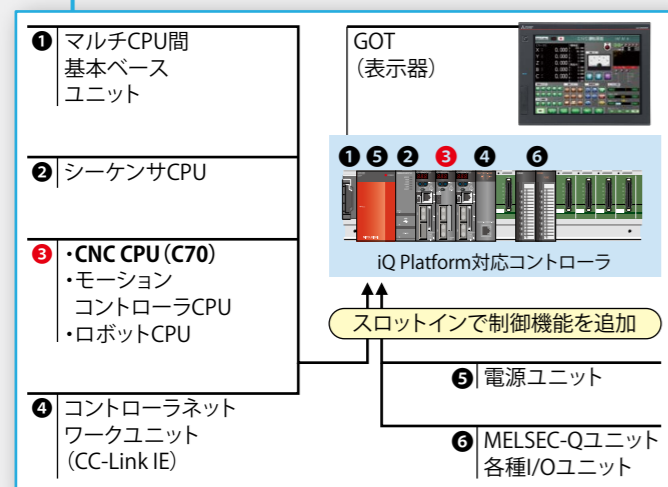 ❶ マルチCPU間
基本ベース
ユニット
❷ シーケンサCPU
❸ ・CNC CPU（C70）
・モーション
コントローラCPU
・ロボットCPU
❹ コントローラネット
ワークユニット
（CC-Link IE）
GOT
（表示器）
❶ ❺ ❷ ❸ ❹ ❻
iQ Platform対応コントローラ
スロットインで制御機能を追加
❺ 電源ユニット
❻ MELSEC-Qユニット
各種I/Oユニット